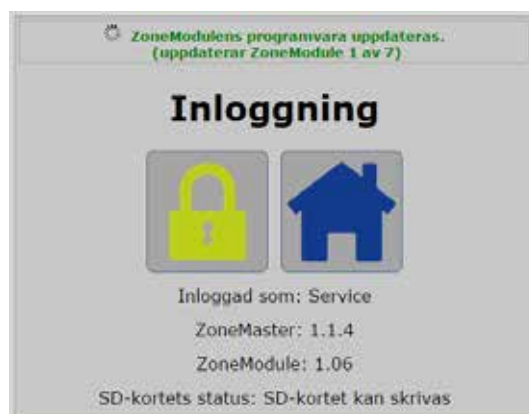 ZoneModulens programvara uppdateras.
(uppdaterar ZoneModule 1 av 7)
Inloggning
Inloggad som: Service
ZoneMaster: 1.1.4
ZoneModule: 1.06
SD-kortets status: SD-kortet kan skrivas